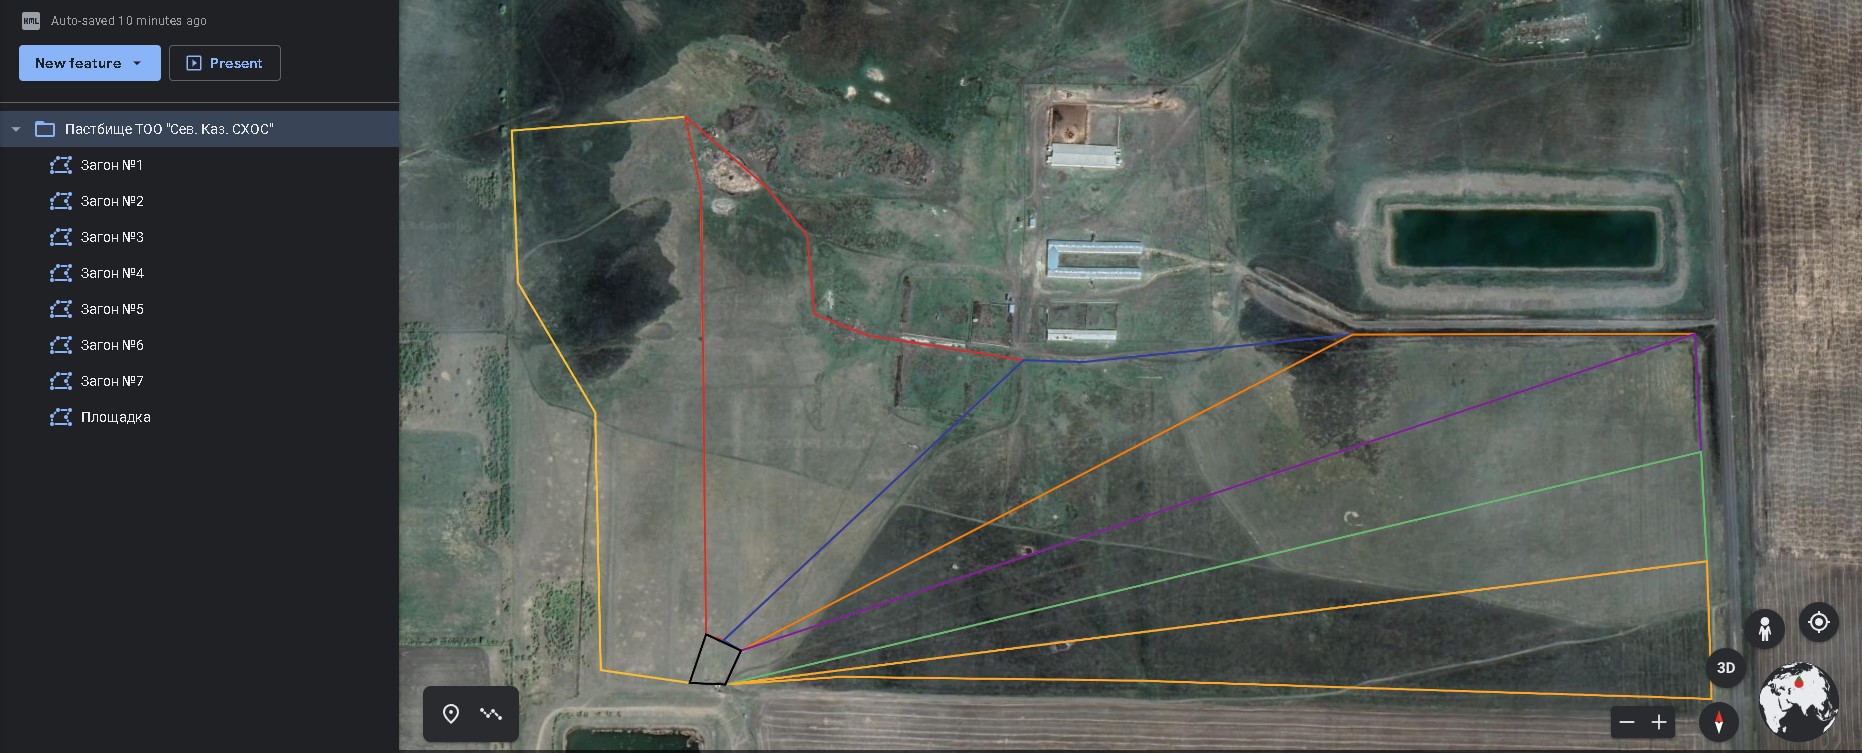 KML Auto-saved 10 minutes ago
New feature Present
Пастбище ТОО "Сев. Каз. СХОС"
Загон №1
Загон №2
Загон №3
Загон №4
Загон №5
Загон №6
Загон №7
Площадка
3D